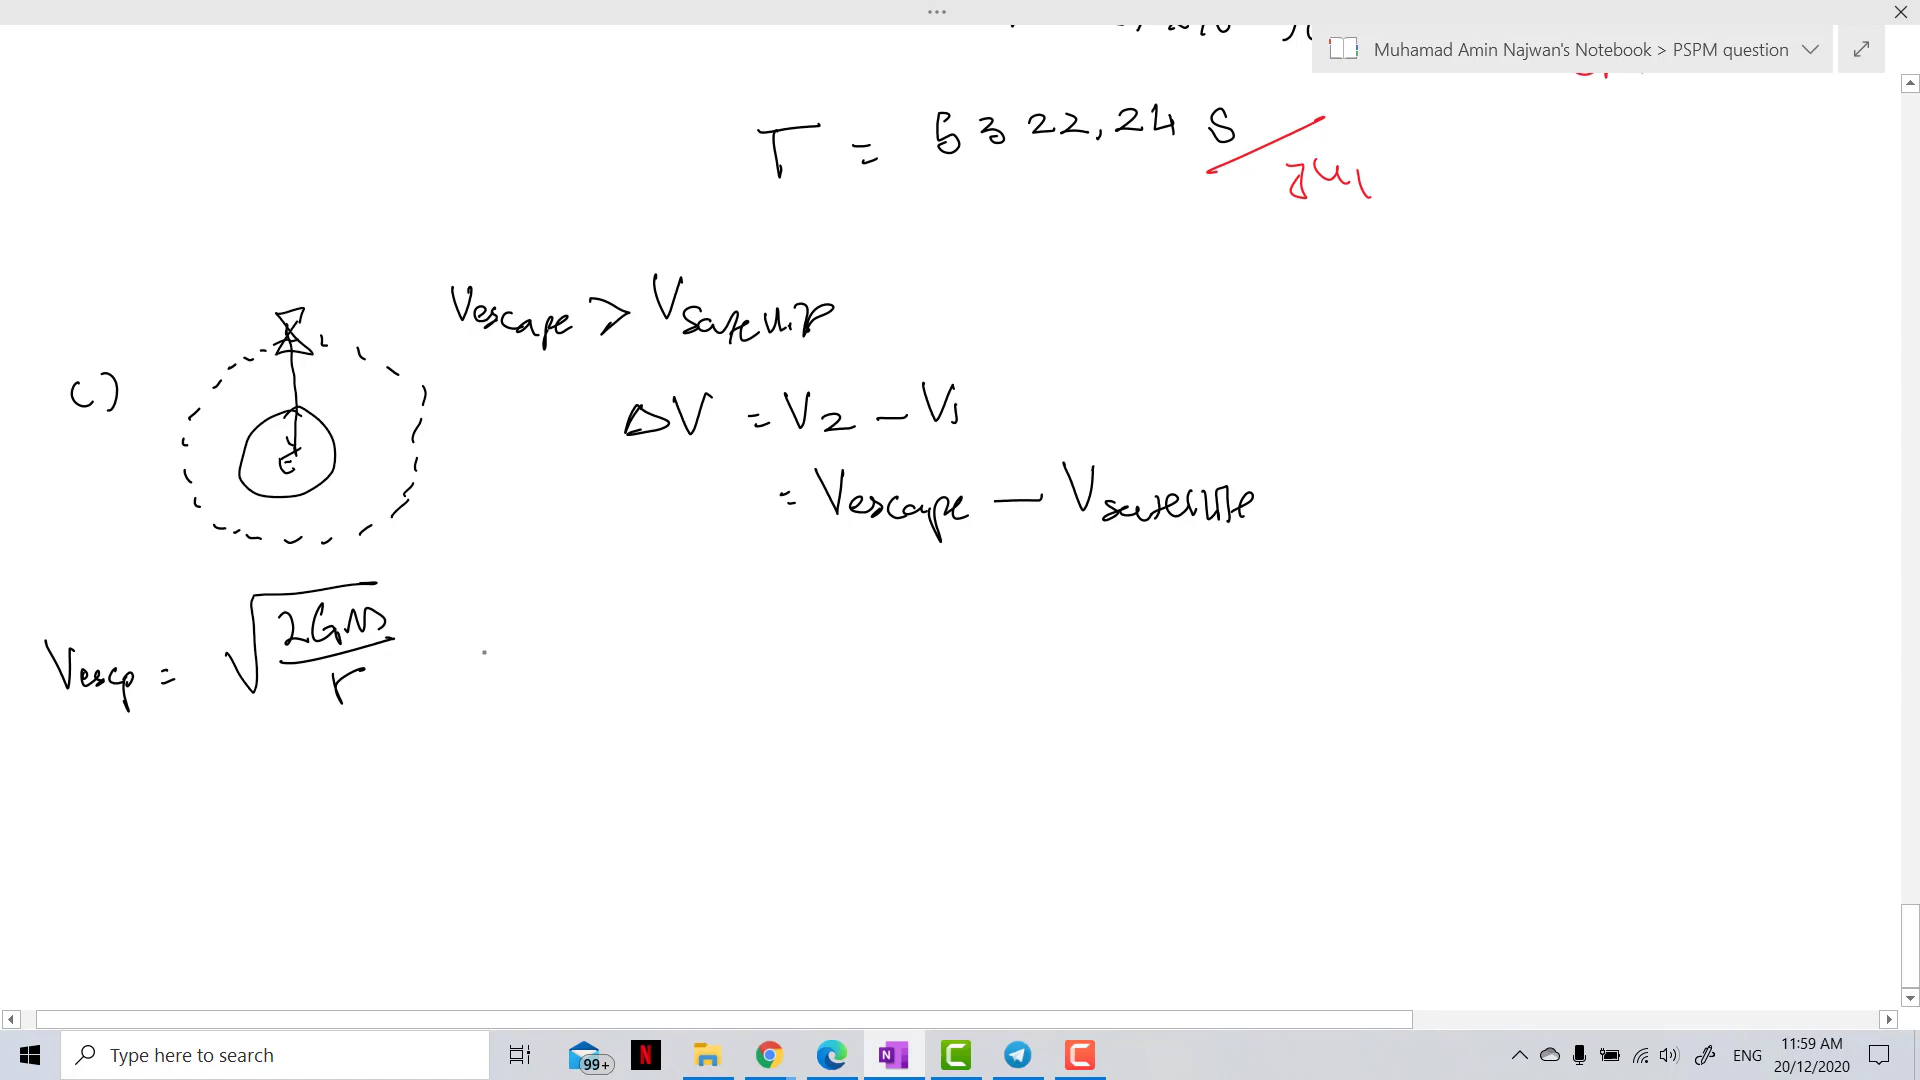 Muhamad Amin Najwan's Notebook > PSPM question
T = 5322.24 s
JU1
c)
E
Vescape > Vsatellite
ΔV = V2 - V1
= Vescape - Vsatellite
Vescp = √(2GM/r)
Type here to search
99+
N
N
ENG
11:59 AM
20/12/2020